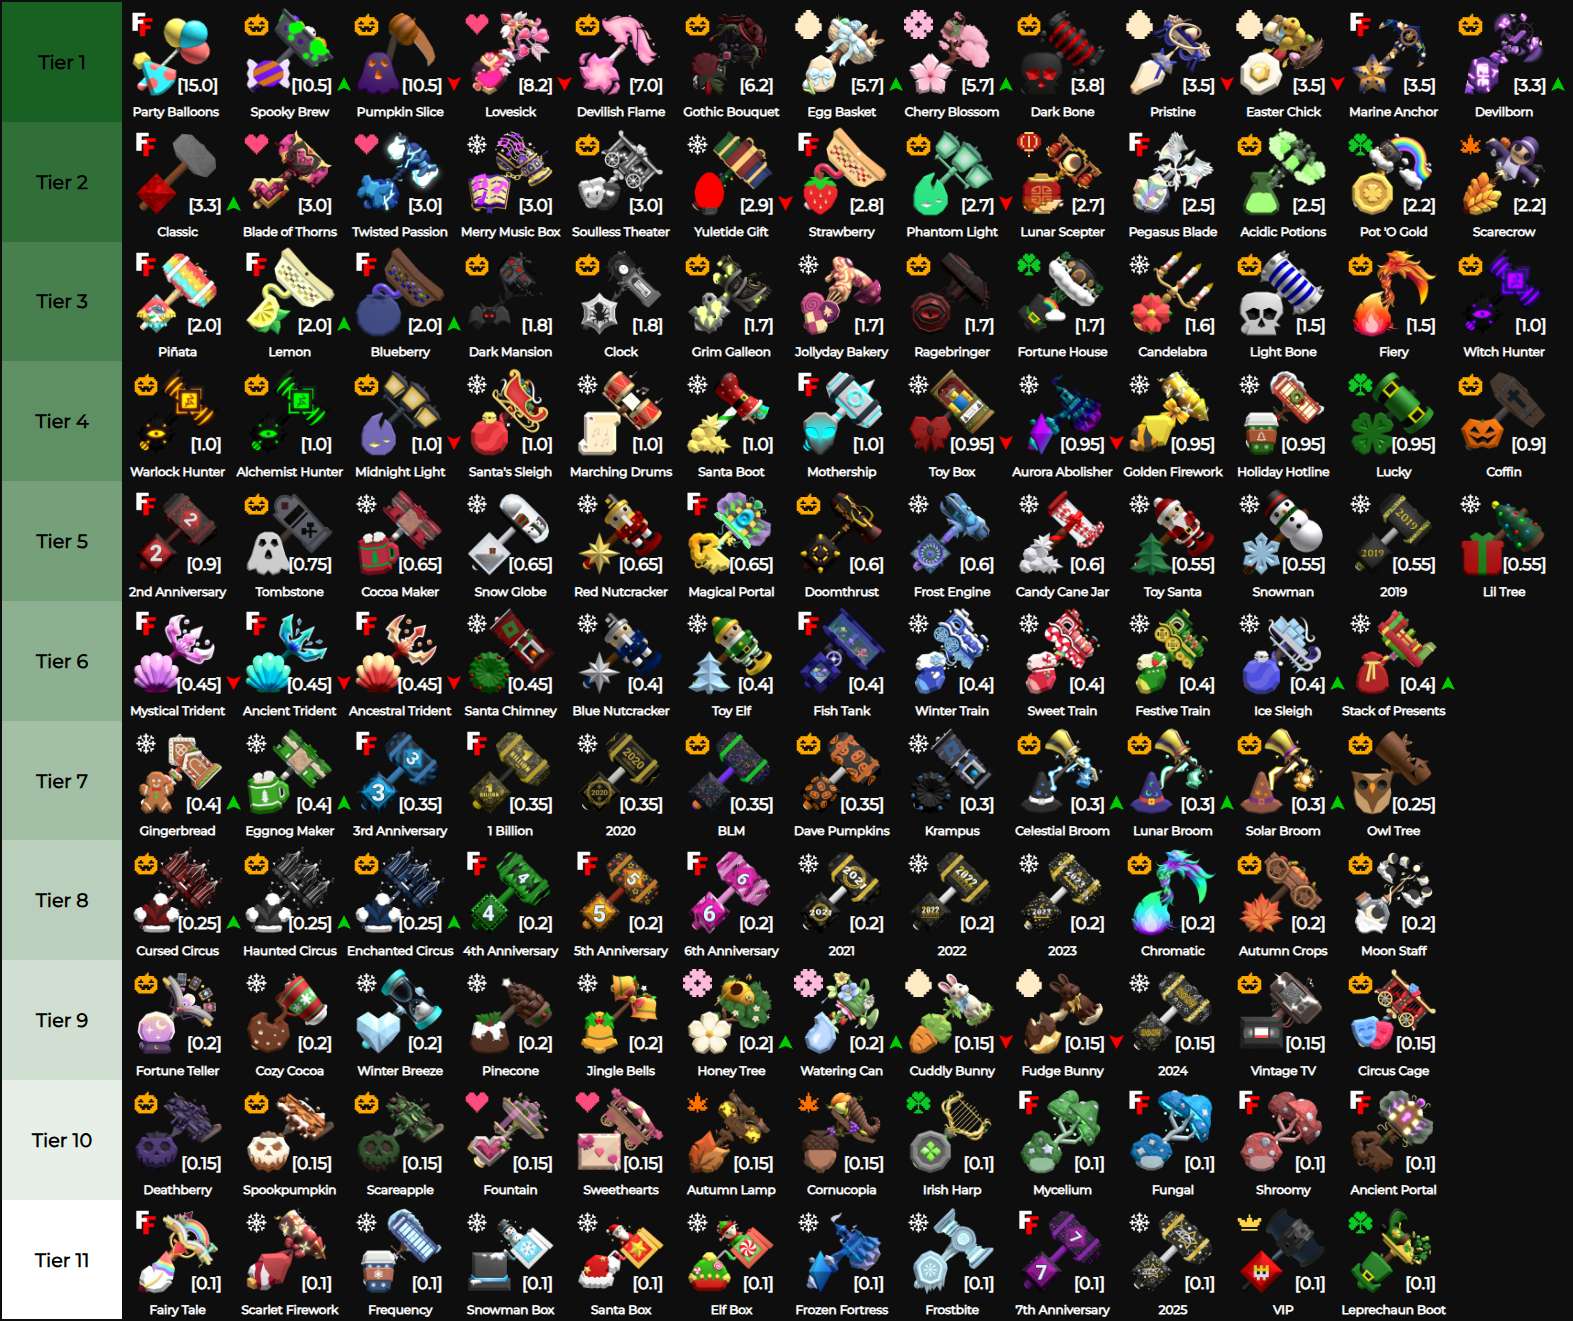 Tier 1
[15.0] [10.5] [10.5] [8.2] [7.0] [6.2] [5.7] [5.7] [3.8] [3.5] [3.5] [3.5] [3.3]
Party Balloons Spooky Brew Pumpkin Slice Lovesick Devilish Flame Gothic Bouquet Egg Basket Cherry Blossom Dark Bone Pristine Easter Chick Marine Anchor Devilborn
Tier 2
[3.3] [3.0] [3.0] [3.0] [3.0] [2.9] [2.8] [2.7] [2.7] [2.5] [2.5] [2.2] [2.2]
Classic Blade of Thorns Twisted Passion Merry Music Box Soulless Theater Yuletide Gift Strawberry Phantom Light Lunar Scepter Pegasus Blade Acidic Potions Pot 'O Gold Scarecrow
Tier 3
[2.0] [2.0] [2.0] [1.8] [1.8] [1.7] [1.7] [1.7] [1.7] [1.6] [1.5] [1.5] [1.0]
Piñata Lemon Blueberry Dark Mansion Clock Grim Galleon Jollyday Bakery Ragebringer Fortune House Candelabra Light Bone Fiery Witch Hunter
Tier 4
[1.0] [1.0] [1.0] [1.0] [1.0] [1.0] [1.0] [0.95] [0.95] [0.95] [0.95] [0.95] [0.9]
Warlock Hunter Alchemist Hunter Midnight Light Santa's Sleigh Marching Drums Santa Boot Mothership Toy Box Aurora Abolisher Golden Firework Holiday Hotline Lucky Coffin
Tier 5
[0.9] [0.75] [0.65] [0.65] [0.65] [0.65] [0.6] [0.6] [0.6] [0.55] [0.55] [0.55] [0.55]
2nd Anniversary Tombstone Cocoa Maker Snow Globe Red Nutcracker Magical Portal Doomthrust Frost Engine Candy Cane Jar Toy Santa Snowman 2019 Lil Tree
Tier 6
[0.45] [0.45] [0.45] [0.45] [0.4] [0.4] [0.4] [0.4] [0.4] [0.4] [0.4] [0.4]
Mystical Trident Ancient Trident Ancestral Trident Santa Chimney Blue Nutcracker Toy Elf Fish Tank Winter Train Sweet Train Festive Train Ice Sleigh Stack of Presents
Tier 7
[0.4] [0.4] [0.35] [0.35] [0.35] [0.35] [0.35] [0.3] [0.3] [0.3] [0.3] [0.25]
Gingerbread Eggnog Maker 3rd Anniversary 1 Billion 2020 BLM Dave Pumpkins Krampus Celestial Broom Lunar Broom Solar Broom Owl Tree
Tier 8
[0.25] [0.25] [0.25] [0.2] [0.2] [0.2] [0.2] [0.2] [0.2] [0.2] [0.2] [0.2]
Cursed Circus Haunted Circus Enchanted Circus 4th Anniversary 5th Anniversary 6th Anniversary 2021 2022 2023 Chromatic Autumn Crops Moon Staff
Tier 9
[0.2] [0.2] [0.2] [0.2] [0.2] [0.2] [0.2] [0.15] [0.15] [0.15] [0.15] [0.15]
Fortune Teller Cozy Cocoa Winter Breeze Pinecone Jingle Bells Honey Tree Watering Can Cuddly Bunny Fudge Bunny 2024 Vintage TV Circus Cage
Tier 10
[0.15] [0.15] [0.15] [0.15] [0.15] [0.15] [0.15] [0.1] [0.1] [0.1] [0.1] [0.1]
Deathberry Spookpumpkin Scareapple Fountain Sweethearts Autumn Lamp Cornucopia Irish Harp Mycelium Fungal Shroomy Ancient Portal
Tier 11
[0.1] [0.1] [0.1] [0.1] [0.1] [0.1] [0.1] [0.1] [0.1] [0.1] [0.1] [0.1]
Fairy Tale Scarlet Firework Frequency Snowman Box Santa Box Elf Box Frozen Fortress Frostbite 7th Anniversary 2025 VIP Leprechaun Boot